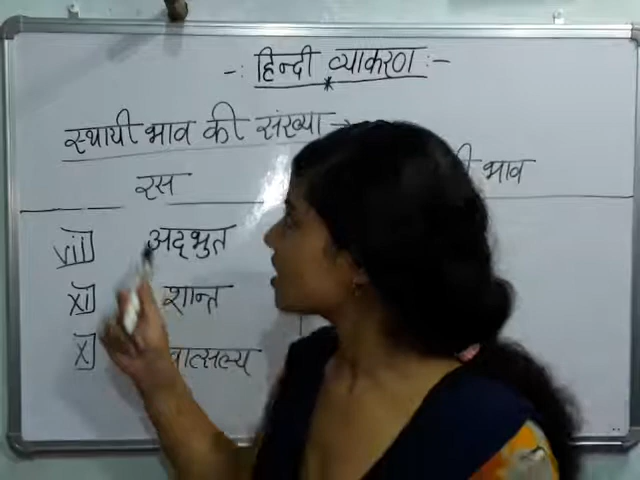 -: हिन्दी व्याकरण :-
*
स्थायी भाव की संख्या →
रस भाव
viii अद्भुत
XI शान्त
X वात्सल्य